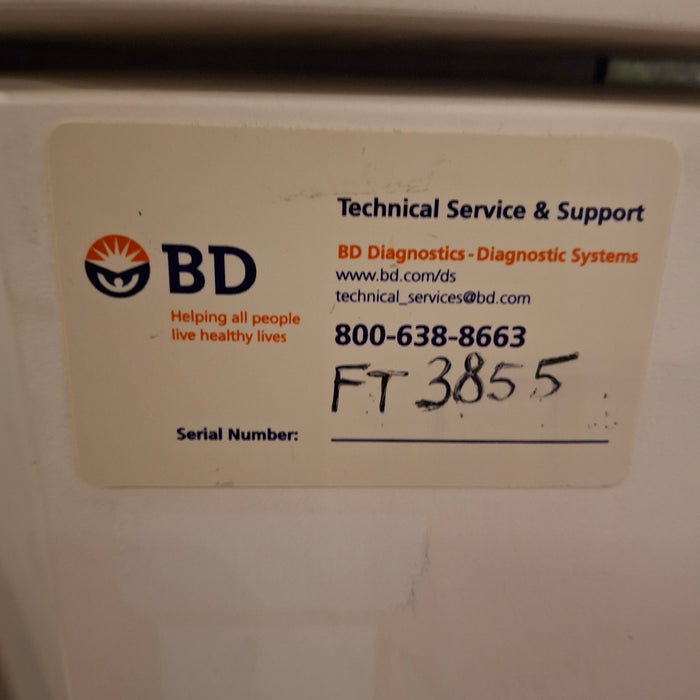 BD
Helping all people
live healthy lives
Technical Service & Support
BD Diagnostics - Diagnostic Systems
www.bd.com/ds
technical_services@bd.com
800-638-8663
FT 3855
Serial Number: